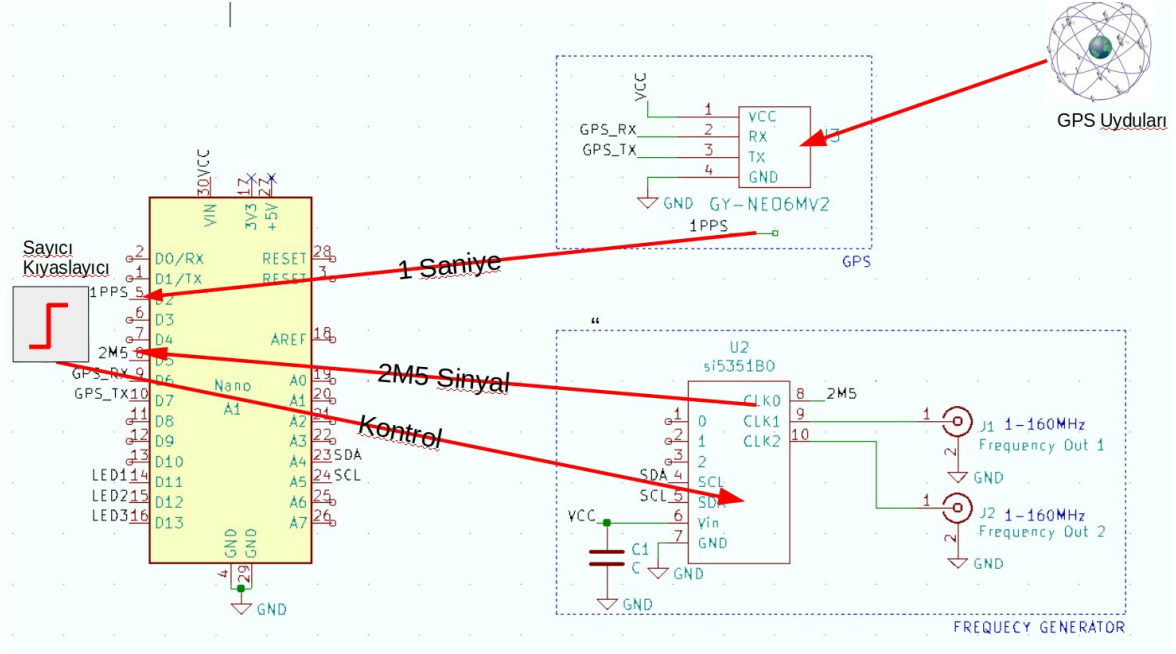 GPS Uyduları
VCC
1
2
3
4
GPS_RX
GPS_TX
VCC
RX
TX
GND
U3
GND
GY-NEO6MV2
1PPS
GPS
1 Saniye
2M5 Sinyal
Kontrol
Sayıcı
Kıyaslayıcı
30
VCC
17
27
VIN
3V3
+5V
2 D0/RX
1 D1/TX
1PPS 5 D2
6 D3
7 D4
2M5 8 D5
GPS_RX 9 D6
GPS_TX 10 D7
11 D8
12 D9
13 D10
LED1 14 D11
LED2 15 D12
LED3 16 D13
Nano
A1
RESET 28
RESET 3
AREF 18
A0 19
A1 20
A2 21
A3 22
A4 23 SDA
A5 24 SCL
A6 25
A7 26
GND
GND
4
29
GND
“
U2
si5351B0
CLK0 8 2M5
CLK1 9
CLK2 10
1 0
2 1
3 2
SDA 4 SCL
SCL 5 SDA
VCC 6 Vin
7 GND
C1
C
GND
GND
1
J1 1-160MHz
Frequency Out 1
2
GND
1
J2 1-160MHz
Frequency Out 2
2
GND
FREQUECY GENERATOR